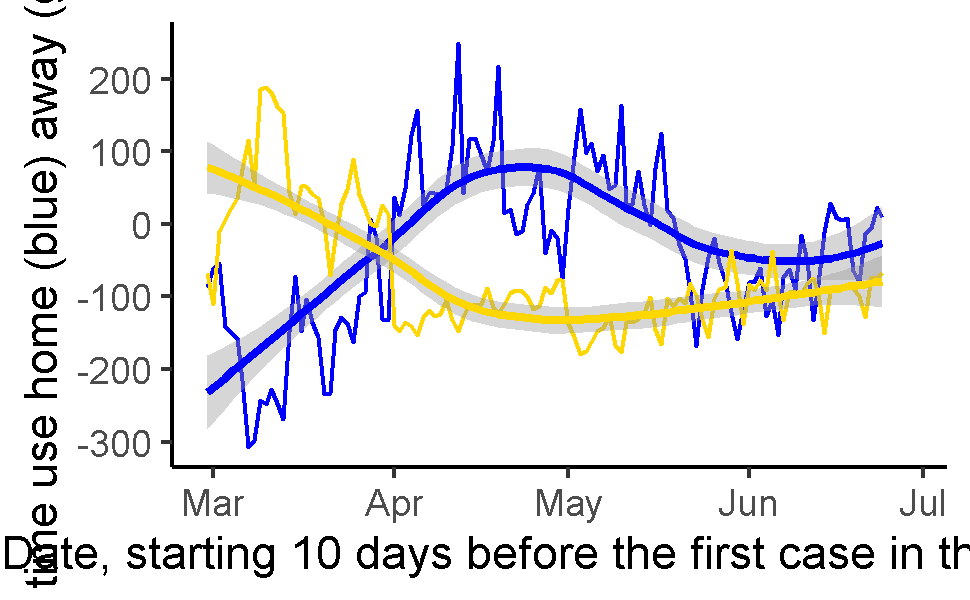 time use home (blue) away (
200
100
0
-100
-200
-300
Mar Apr May Jun Jul
Date, starting 10 days before the first case in th